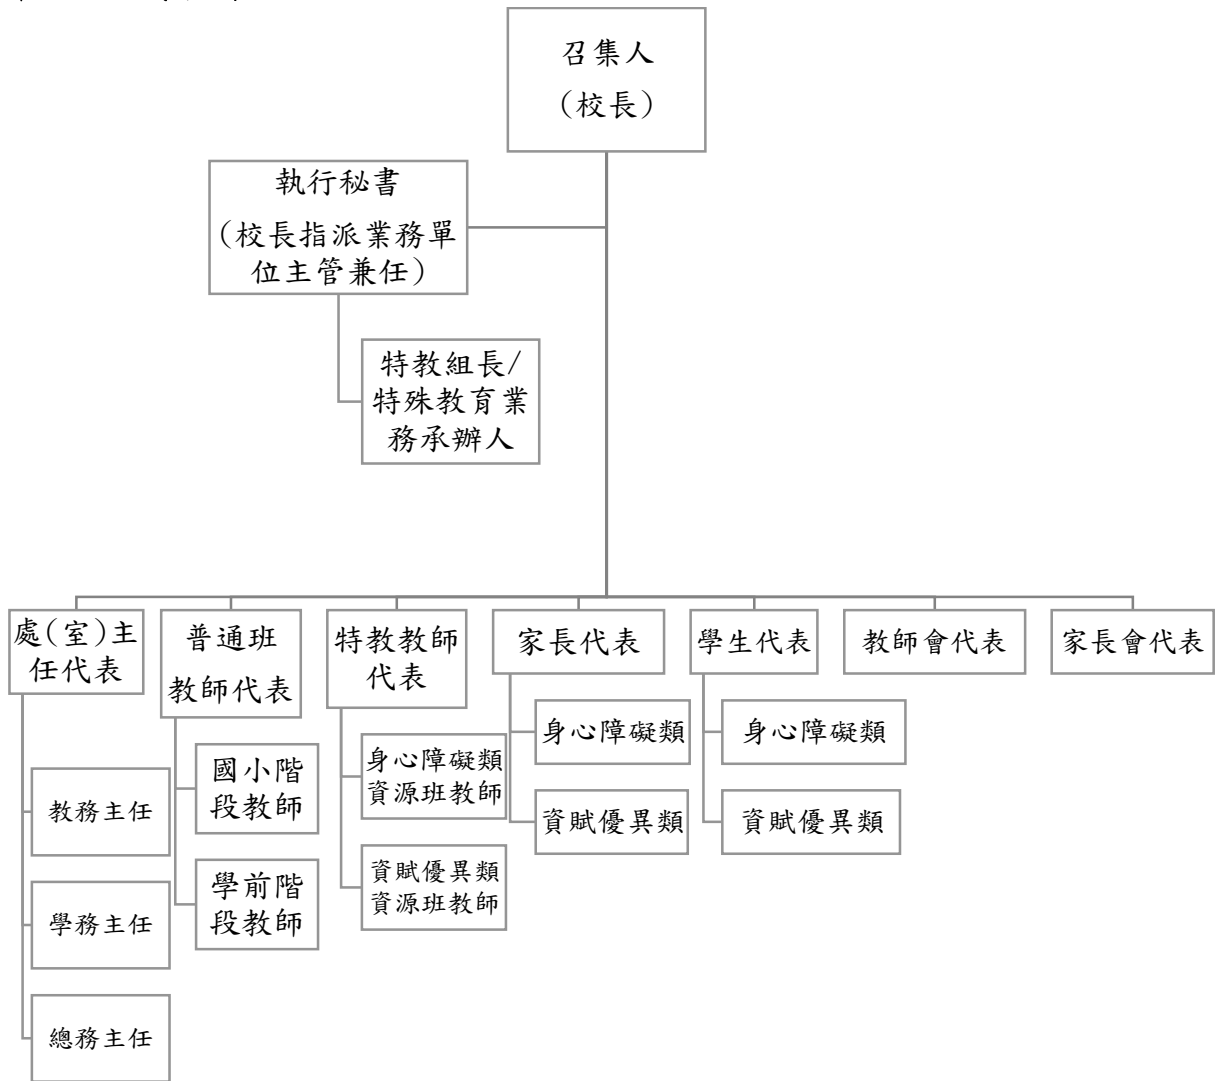 召集人
(校長)
執行秘書
(校長指派業務單
位主管兼任)
特教組長/
特殊教育業
務承辦人
處(室)主
任代表
教務主任
學務主任
總務主任
普通班
教師代表
國小階
段教師
學前階
段教師
特教教師
代表
身心障礙類
資源班教師
資賦優異類
資源班教師
家長代表
身心障礙類
資賦優異類
學生代表
身心障礙類
資賦優異類
教師會代表
家長會代表